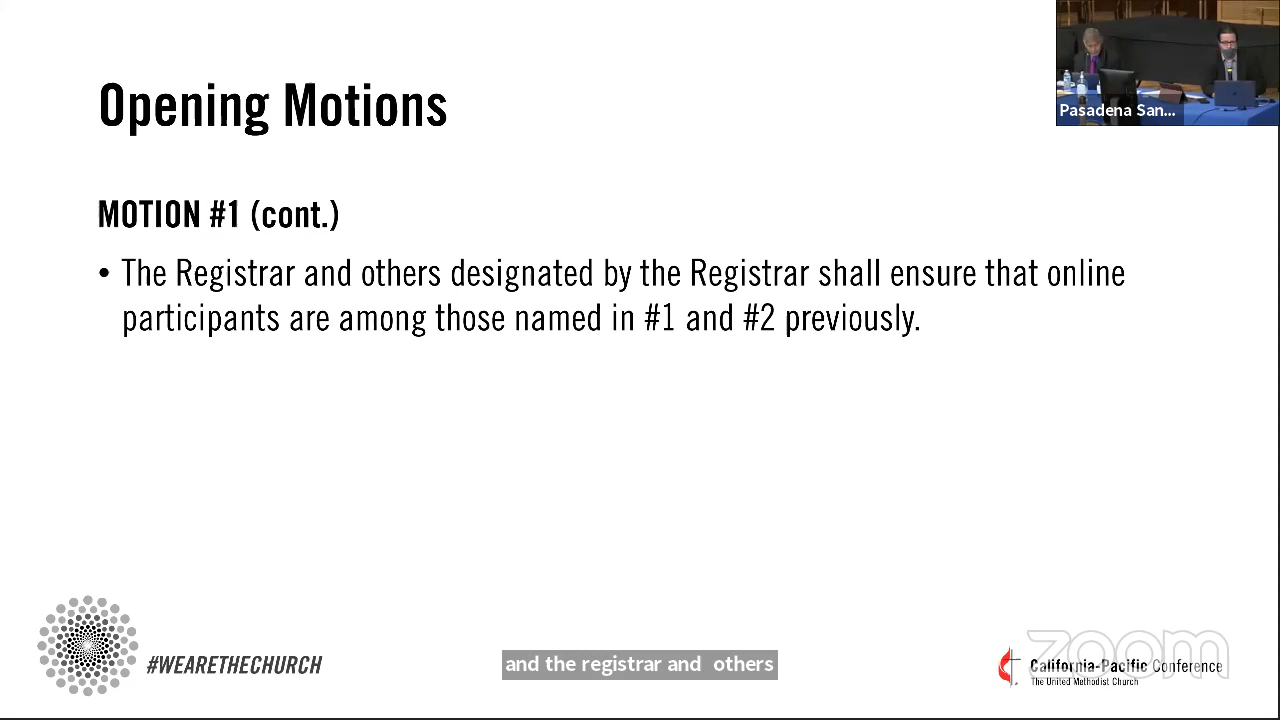 Opening Motions
Pasadena San...
MOTION #1 (cont.)
• The Registrar and others designated by the Registrar shall ensure that online
participants are among those named in #1 and #2 previously.
#WEARETHECHURCH
and the registrar and  others
zoom
California-Pacific Conference
The United Methodist Church